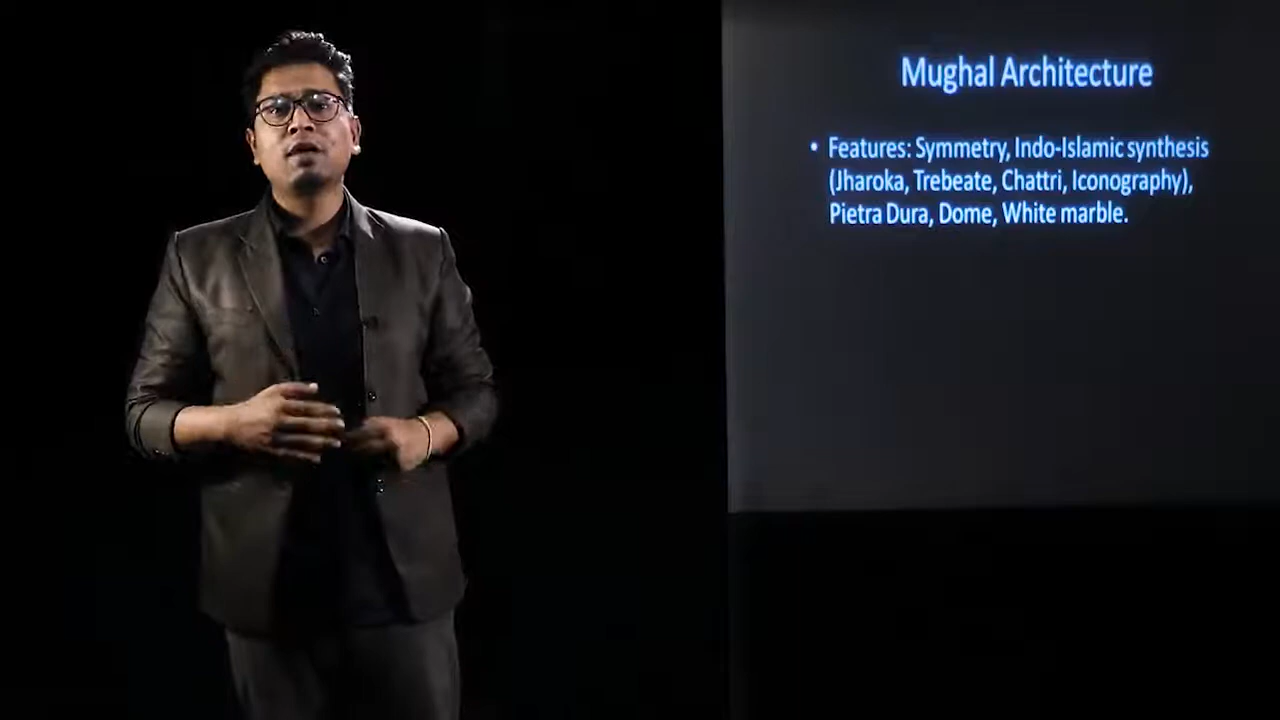 Mughal Architecture
• Features: Symmetry, Indo-Islamic synthesis
(Jharoka, Trebeate, Chattri, Iconography),
Pietra Dura, Dome, White marble.